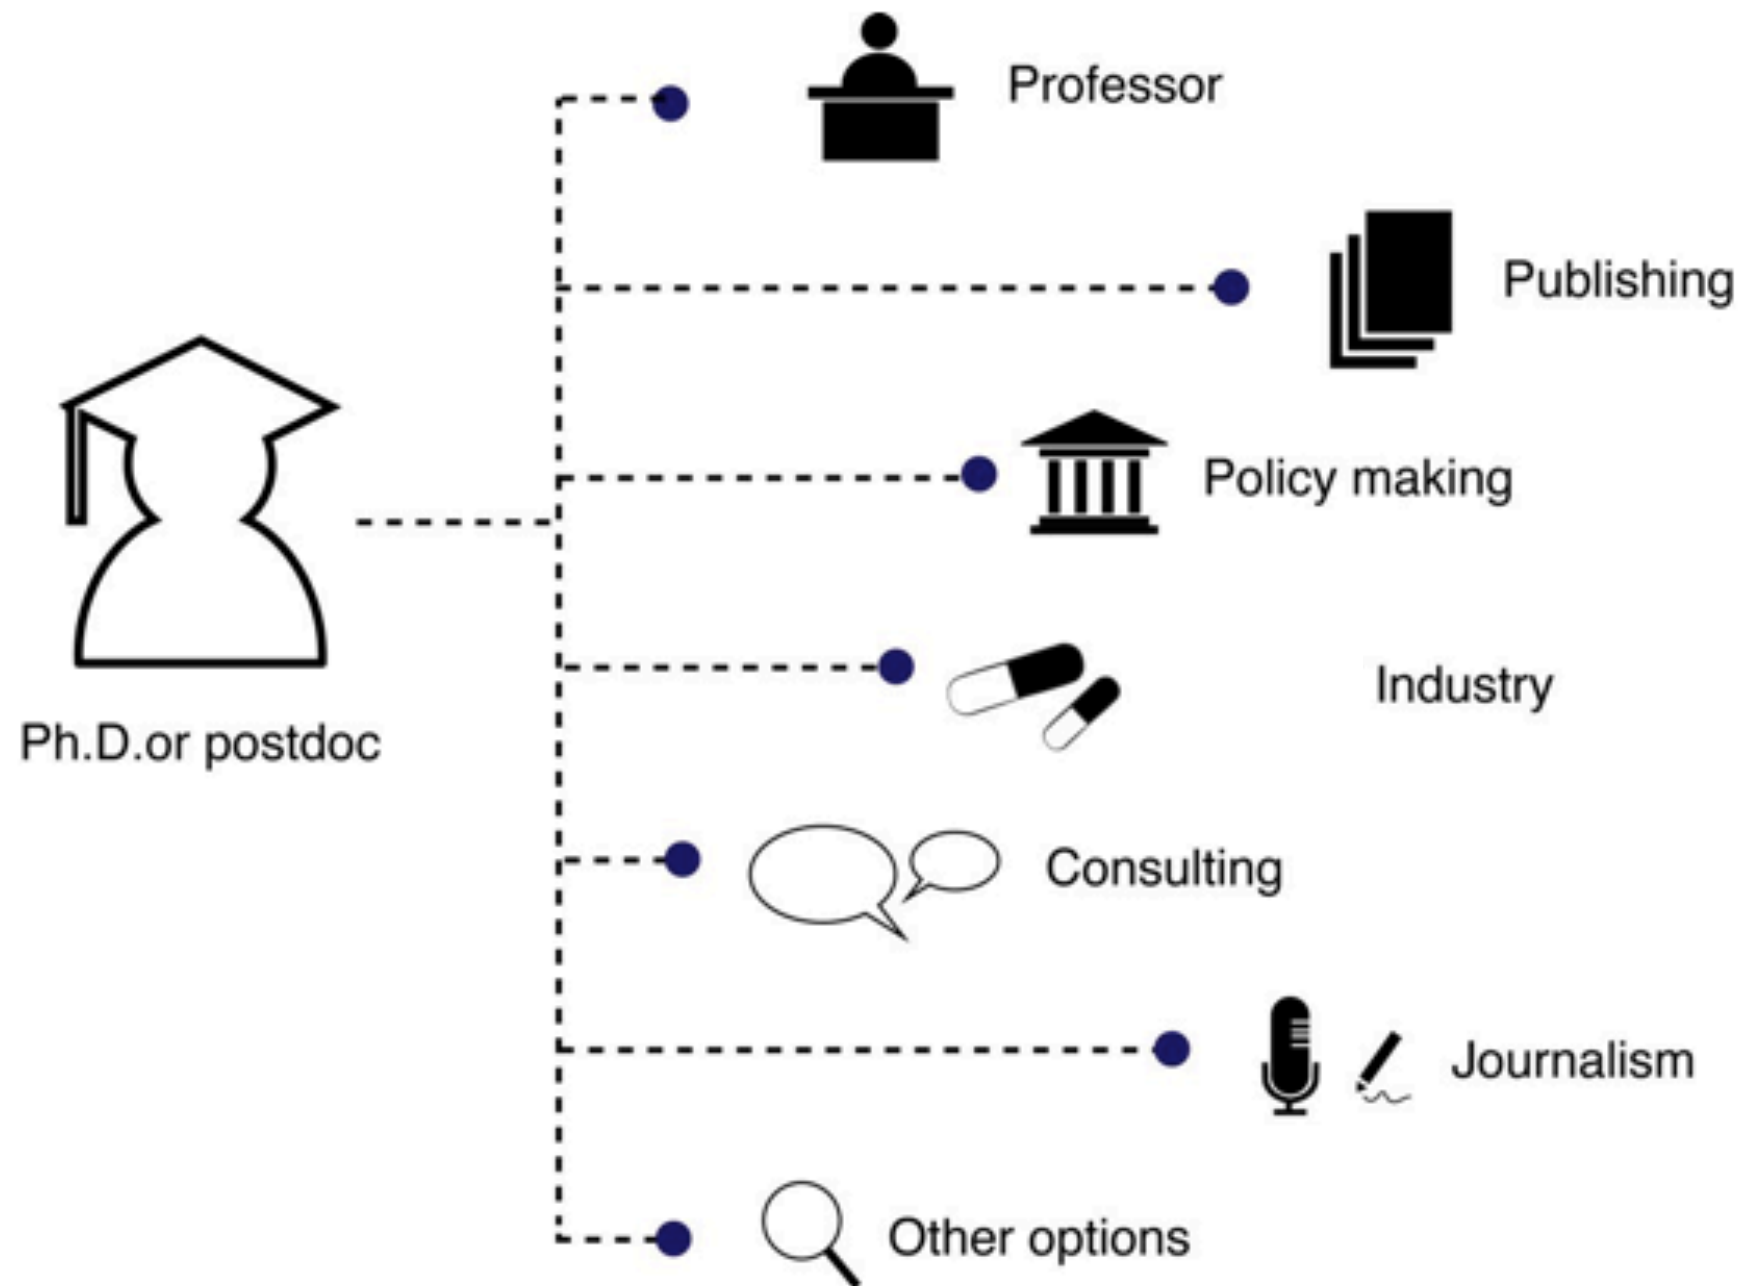 Professor
Publishing
Policy making
Ph.D.or postdoc
Industry
Consulting
Journalism
Other options